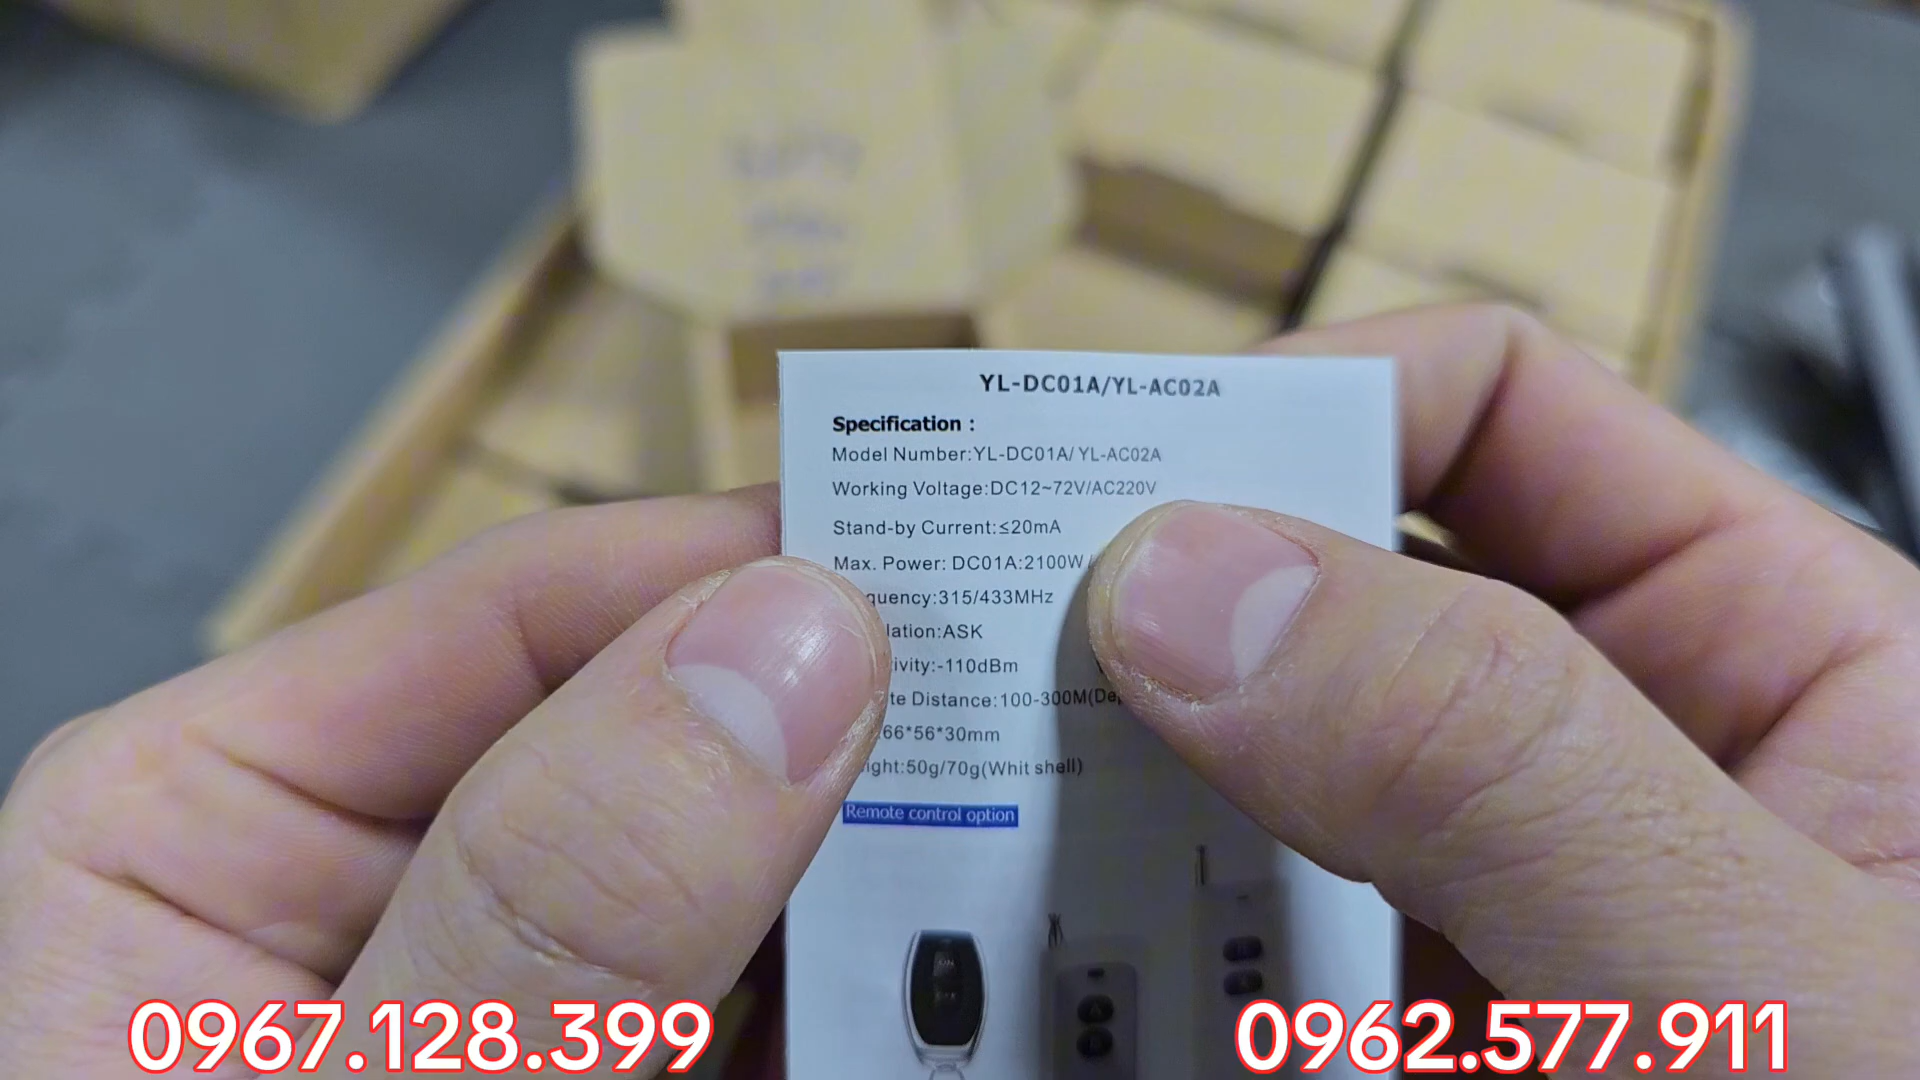 YL-DC01A/YL-AC02A
Specification :
Model Number:YL-DC01A/ YL-AC02A
Working Voltage:DC12~72V/AC220V
Stand-by Current:≤20mA
Max. Power: DC01A:2100W/
quency:315/433MHz
lation:ASK
ivity:-110dBm
te Distance:100-300M(De
66*56*30mm
ight:50g/70g(Whit shell)
Remote control option
ON
0967.128.399
0962.577.911